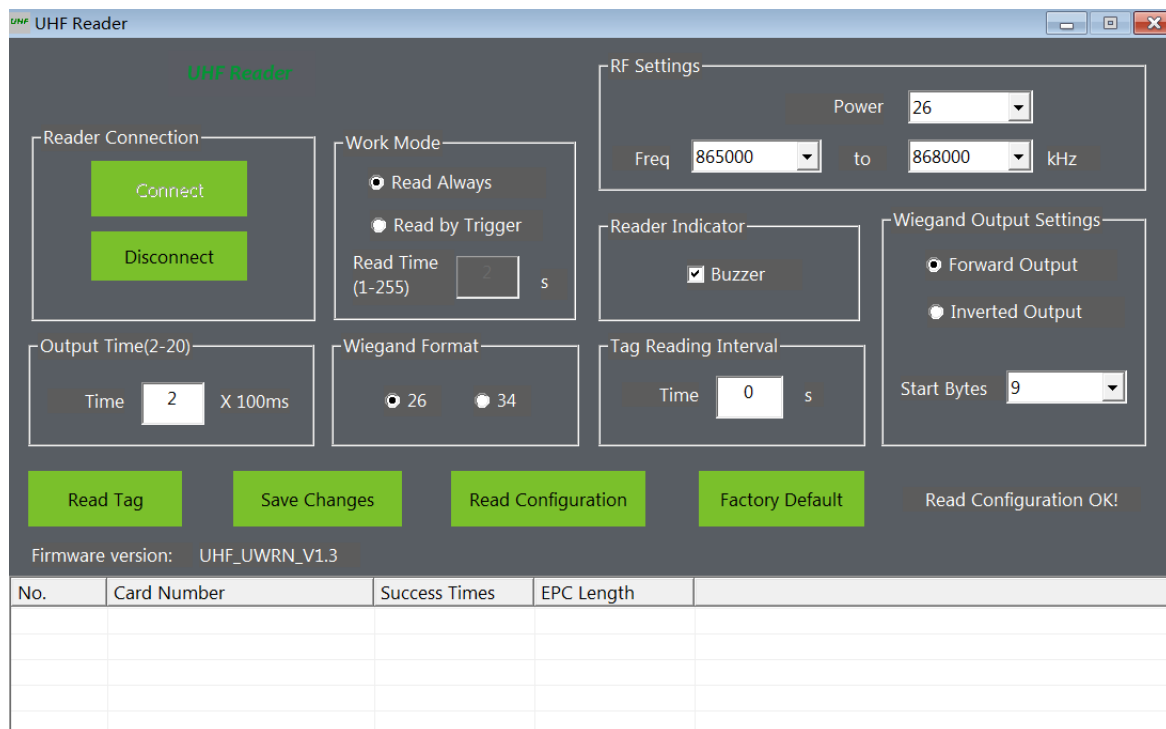 UHF UHF Reader
UHF Reader
RF Settings
Power 26
Freq 865000 to 868000 kHz
Reader Connection
Connect
Disconnect
Work Mode
Read Always
Read by Trigger
Read Time
(1-255) 2 s
Reader Indicator
Buzzer
Wiegand Output Settings
Forward Output
Inverted Output
Start Bytes 9
Output Time(2-20)
Time 2 X 100ms
Wiegand Format
26 34
Tag Reading Interval
Time 0 s
Read Tag Save Changes Read Configuration Factory Default Read Configuration OK!
Firmware version: UHF_UWRN_V1.3
No. Card Number Success Times EPC Length